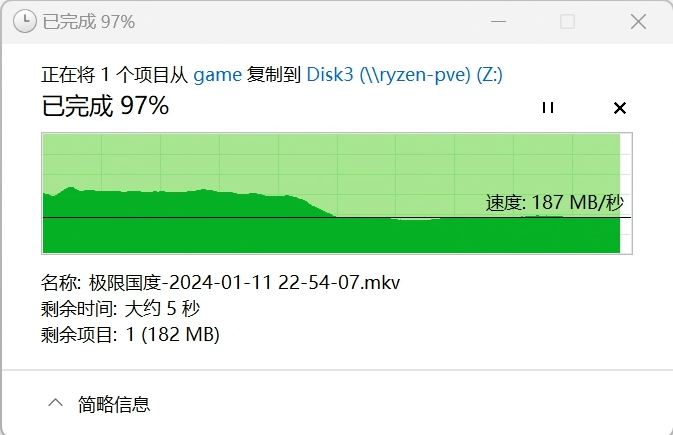 已完成 97%
正在将 1 个项目从 game 复制到 Disk3 (\\ryzen-pve) (Z:)
已完成 97%
速度: 187 MB/秒
名称: 极限国度-2024-01-11 22-54-07.mkv
剩余时间: 大约 5 秒
剩余项目: 1 (182 MB)
简略信息